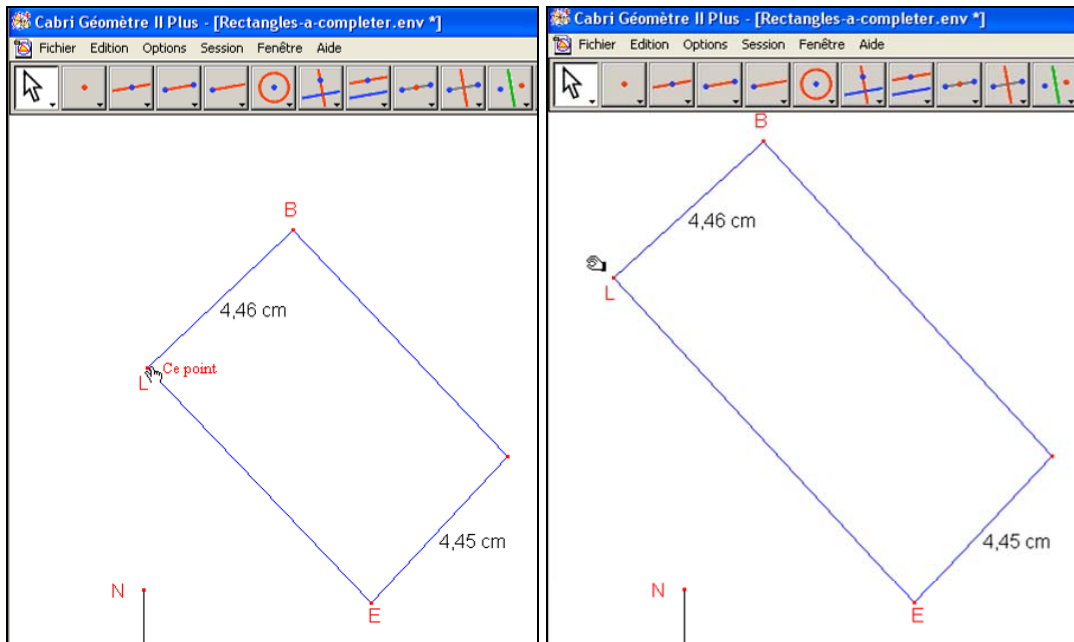 Cabri Géomètre II Plus - [Rectangles-a-completer.env *]
Fichier Edition Options Session Fenêtre Aide
B
4,46 cm
Ce point
L
4,45 cm
N
E
Cabri Géomètre II Plus - [Rectangles-a-completer.env *]
Fichier Edition Options Session Fenêtre Aide
B
4,46 cm
L
4,45 cm
N
E